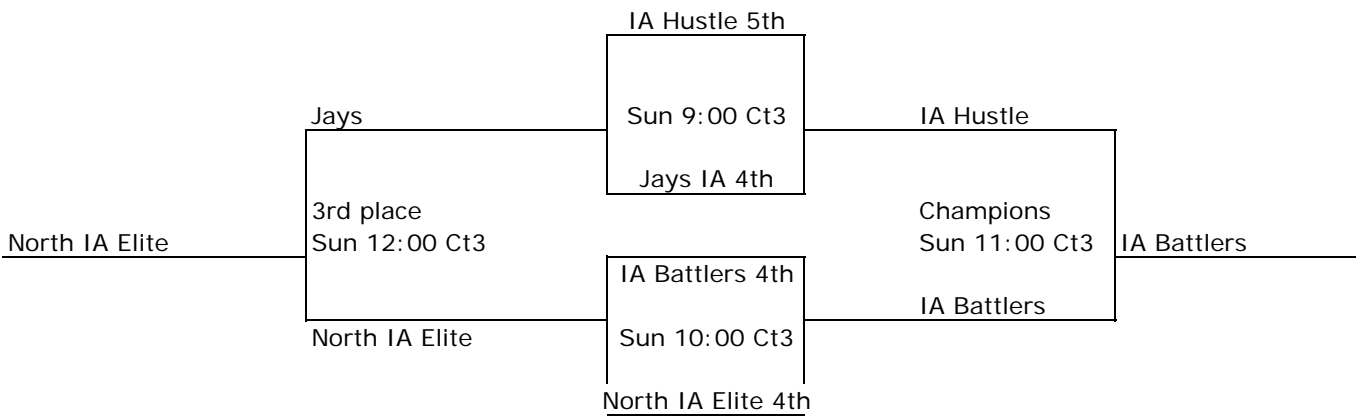 IA Hustle 5th
Jays
Sun 9:00 Ct3
IA Hustle
Jays IA 4th
3rd place
Champions
North IA Elite
Sun 12:00 Ct3
Sun 11:00 Ct3
IA Battlers
IA Battlers 4th
IA Battlers
North IA Elite
Sun 10:00 Ct3
North IA Elite 4th